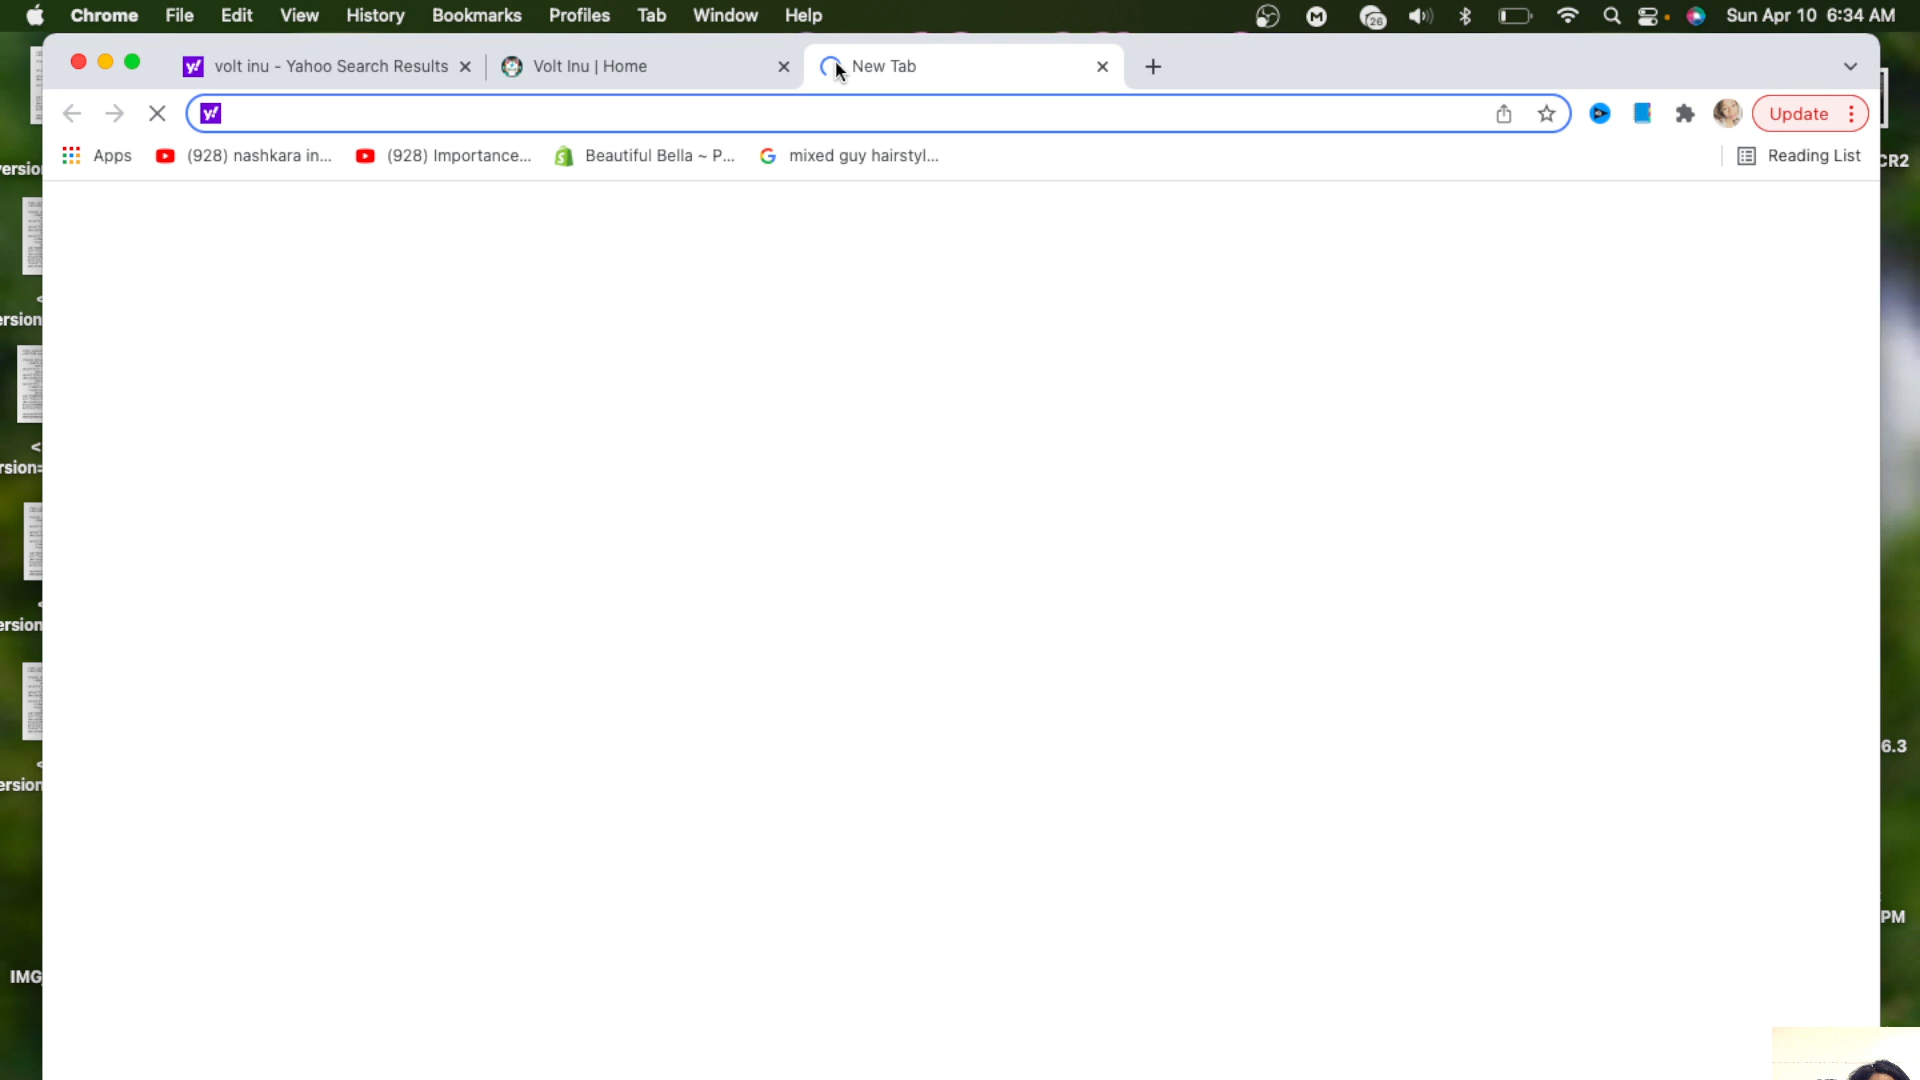 Chrome File Edit View History Bookmarks Profiles Tab Window Help
26
Sun Apr 10 6:34 AM
volt inu - Yahoo Search Results
Volt Inu | Home
New Tab
y!
Update
Apps
(928) nashkara in...
(928) Importance...
Beautiful Bella ~ P...
mixed guy hairstyl...
Reading List
CR2
6.3
PM
IMG